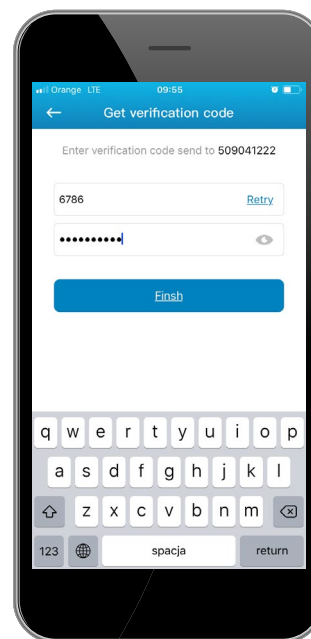 Orange LTE 09:55
Get verification code
Enter verification code send to 509041222
6786 Retry
••••••••••
Finsh
q w e r t y u i o p
a s d f g h j k l
z x c v b n m
123 spacja return